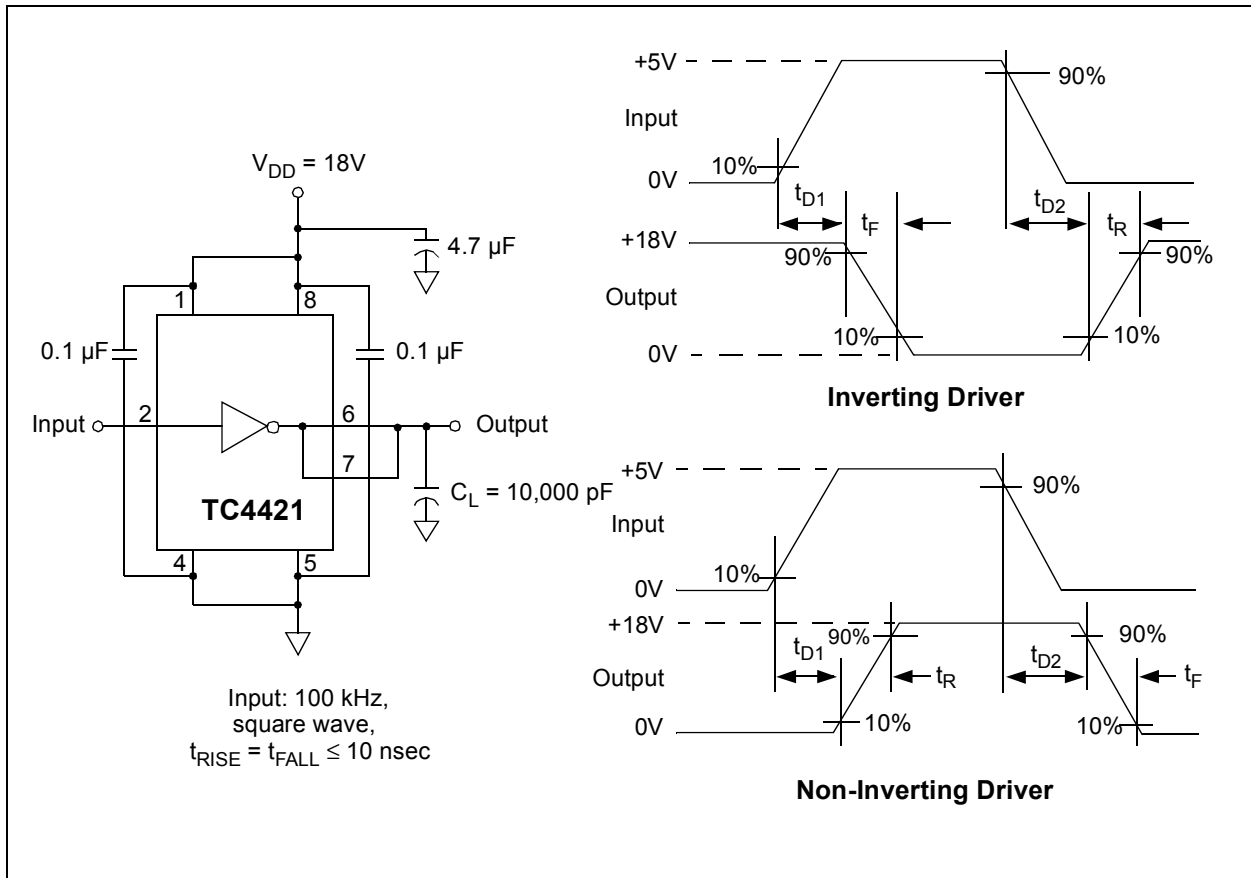 V_DD = 18V
4.7 µF
1
8
0.1 µF
0.1 µF
Input
2
6
Output
7
C_L = 10,000 pF
TC4421
4
5
Input: 100 kHz,
square wave,
t_RISE = t_FALL ≤ 10 nsec
+5V
90%
Input
10%
0V
t_D1
t_D2
t_F
t_R
+18V
90%
90%
Output
10%
10%
0V
Inverting Driver
+5V
90%
Input
10%
0V
+18V
90%
90%
t_D1
t_D2
Output
t_R
t_F
10%
10%
0V
Non-Inverting Driver